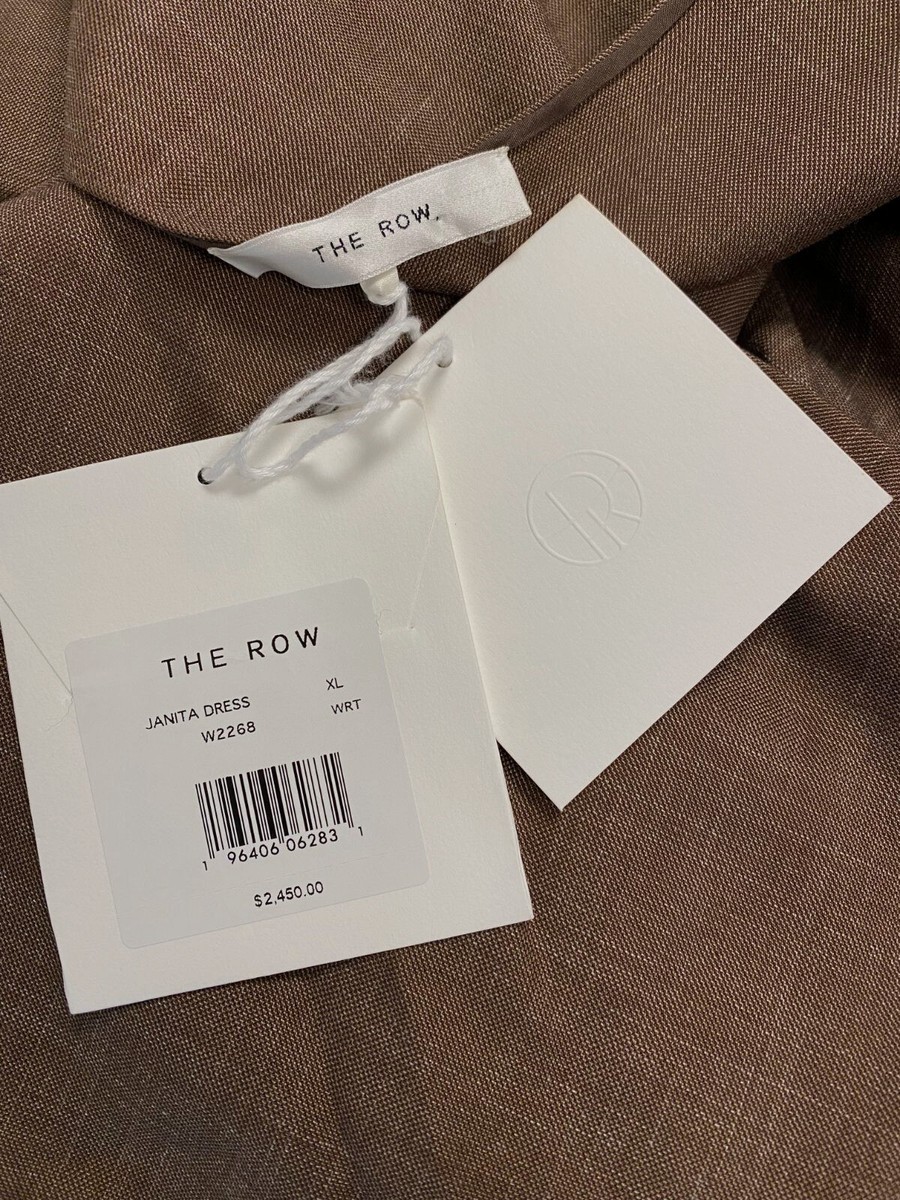 THE ROW.
THE ROW
JANITA DRESS XL
W2268 WRT
1 96406 06283 1
$2,450.00